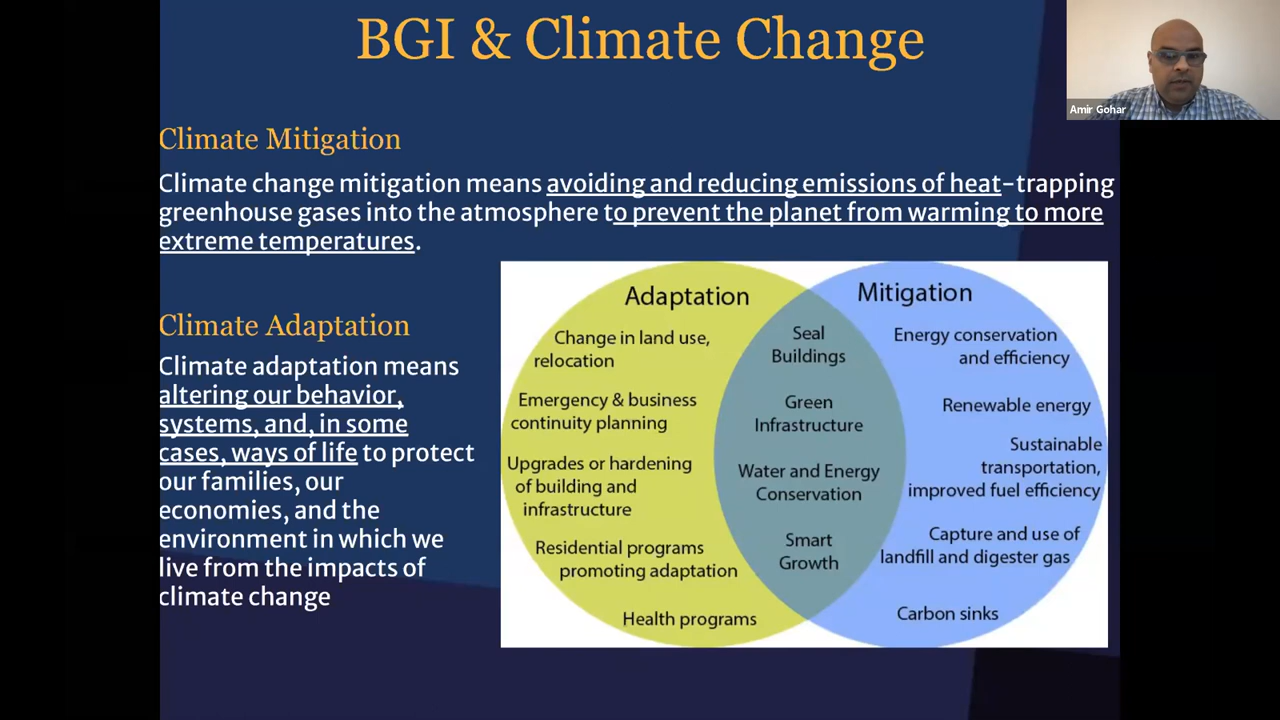 BGI & Climate Change
Amir Gohar
Climate Mitigation
Climate change mitigation means avoiding and reducing emissions of heat-trapping
greenhouse gases into the atmosphere to prevent the planet from warming to more
extreme temperatures.
Climate Adaptation
Climate adaptation means
altering our behavior,
systems, and, in some
cases, ways of life to protect
our families, our
economies, and the
environment in which we
live from the impacts of
climate change
Adaptation
Change in land use,
relocation
Emergency & business
continuity planning
Upgrades or hardening
of building and
infrastructure
Residential programs
promoting adaptation
Health programs
Seal
Buildings
Green
Infrastructure
Water and Energy
Conservation
Smart
Growth
Mitigation
Energy conservation
and efficiency
Renewable energy
Sustainable
transportation,
improved fuel efficiency
Capture and use of
landfill and digester gas
Carbon sinks